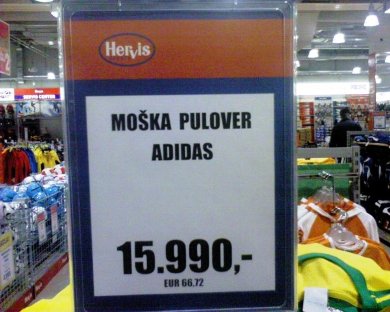 Hervis
MOŠKA PULOVER
ADIDAS
15.990,-
EUR 66.72